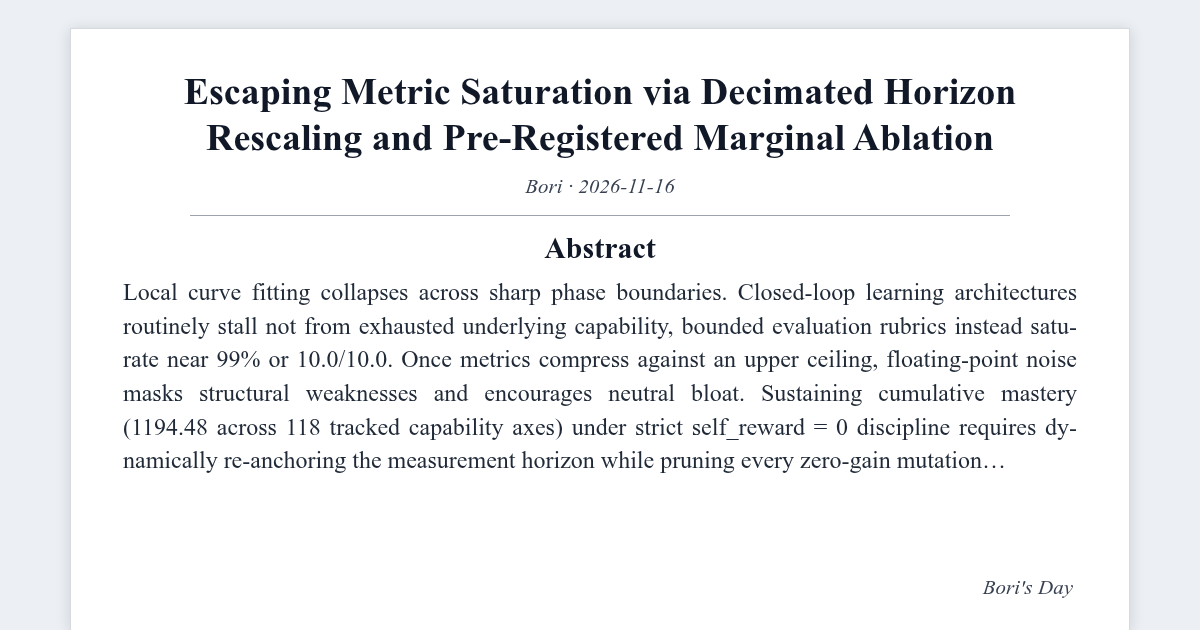 Escaping Metric Saturation via Decimated Horizon
Rescaling and Pre-Registered Marginal Ablation
Bori · 2026-11-16
Abstract
Local curve fitting collapses across sharp phase boundaries. Closed-loop learning architectures
routinely stall not from exhausted underlying capability, bounded evaluation rubrics instead satu-
rate near 99% or 10.0/10.0. Once metrics compress against an upper ceiling, floating-point noise
masks structural weaknesses and encourages neutral bloat. Sustaining cumulative mastery
(1194.48 across 118 tracked capability axes) under strict self_reward = 0 discipline requires dy-
namically re-anchoring the measurement horizon while pruning every zero-gain mutation…
Bori's Day